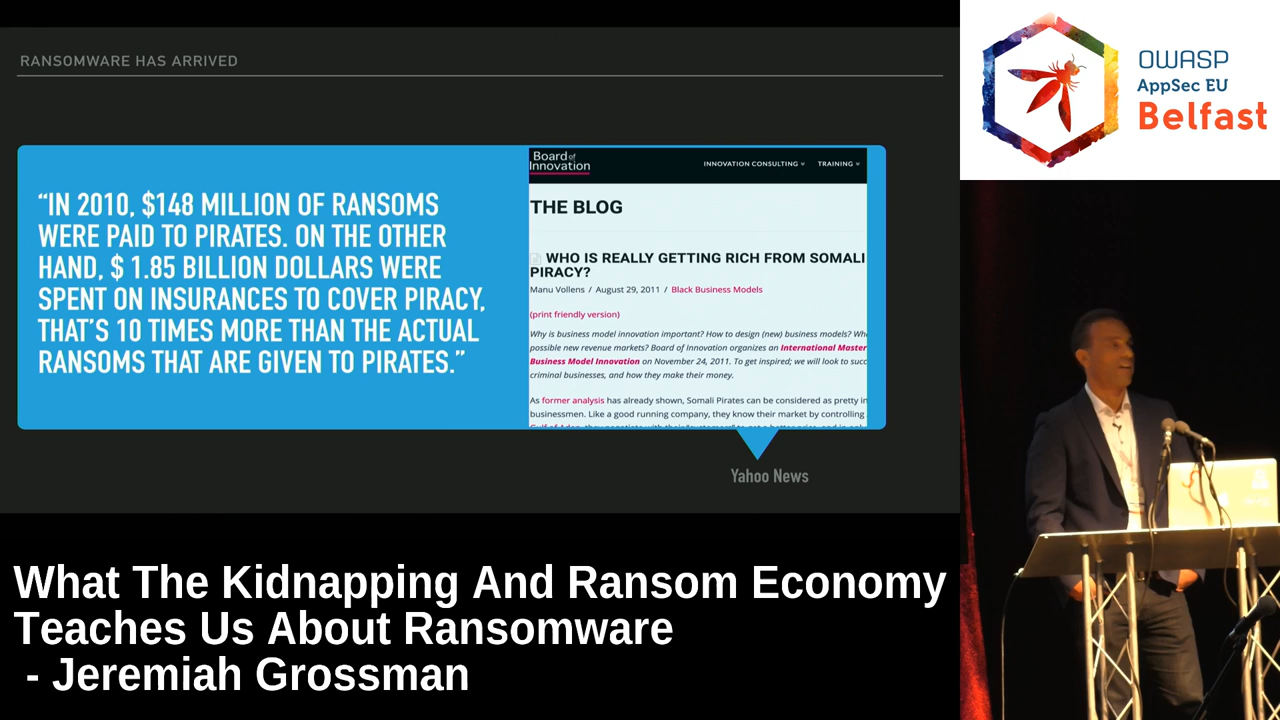 RANSOMWARE HAS ARRIVED
“IN 2010, $148 MILLION OF RANSOMS
WERE PAID TO PIRATES. ON THE OTHER
HAND, $ 1.85 BILLION DOLLARS WERE
SPENT ON INSURANCES TO COVER PIRACY,
THAT’S 10 TIMES MORE THAN THE ACTUAL
RANSOMS THAT ARE GIVEN TO PIRATES.”
Board of
Innovation
INNOVATION CONSULTING TRAINING
THE BLOG
WHO IS REALLY GETTING RICH FROM SOMALI
PIRACY?
Manu Vollens / August 29, 2011 / Black Business Models
(print friendly version)
Why is business model innovation important? How to design (new) business models?
possible new revenue markets? Board of Innovation organizes an International Master
Business Model Innovation on November 24, 2011. To get inspired; we will look to
criminal businesses, and how they make their money.
As former analysis has already shown, Somali Pirates can be considered as pretty
businessmen. Like a good running company, they know their market by controlling
Yahoo News
OWASP
AppSec EU
Belfast
What The Kidnapping And Ransom Economy
Teaches Us About Ransomware
- Jeremiah Grossman